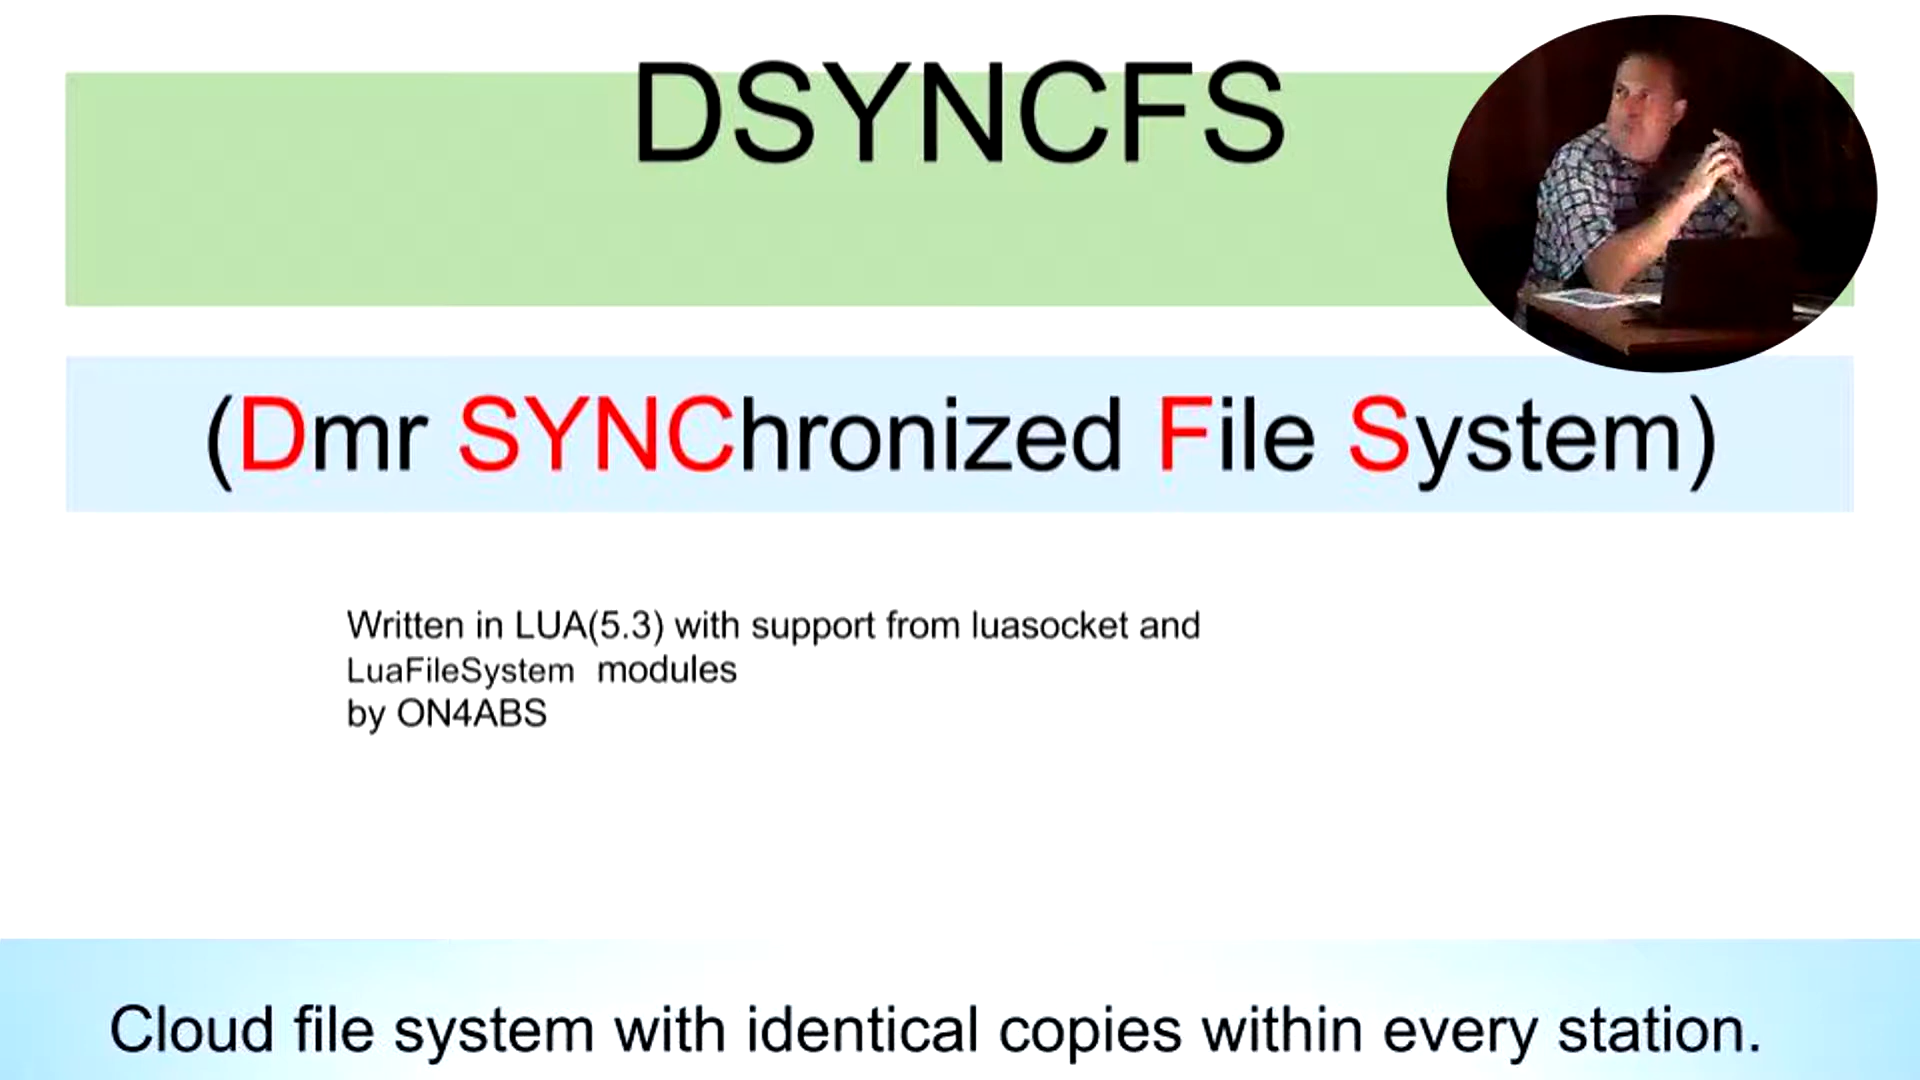 DSYNCFS
(Dmr SYNChronized File System)
Written in LUA(5.3) with support from luasocket and
LuaFileSystem modules
by ON4ABS
Cloud file system with identical copies within every station.